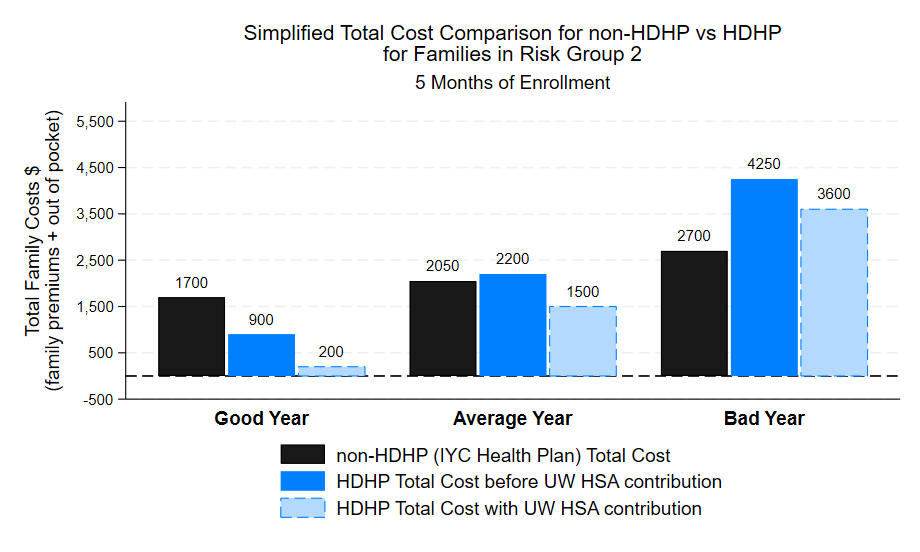 Simplified Total Cost Comparison for non-HDHP vs HDHP
for Families in Risk Group 2
5 Months of Enrollment
Total Family Costs $
(family premiums + out of pocket)
5,500
4,500
3,500
2,500
1,500
500
-500
1700
900
200
2050
2200
1500
2700
4250
3600
Good Year
Average Year
Bad Year
non-HDHP (IYC Health Plan) Total Cost
HDHP Total Cost before UW HSA contribution
HDHP Total Cost with UW HSA contribution